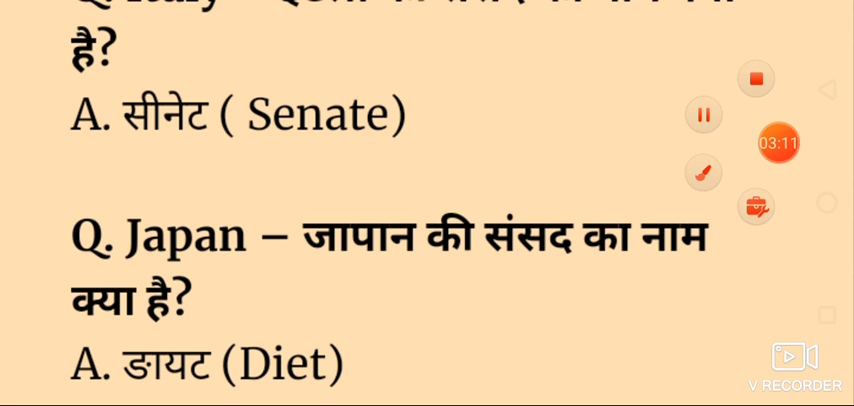 है?
A. सीनेट ( Senate)
03:11
Q. Japan – जापान की संसद का नाम
क्या है?
A. ङायट (Diet)
V RECORDER